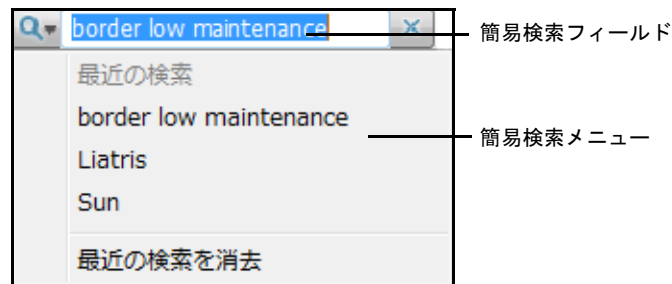 border low maintenance
簡易検索フィールド
最近の検索
border low maintenance
簡易検索メニュー
Liatris
Sun
最近の検索を消去